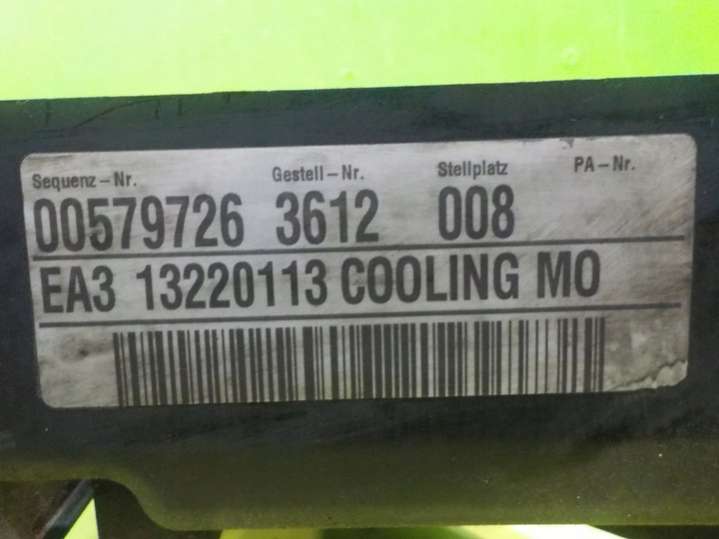 Sequenz-Nr. Gestell-Nr. Stellplatz PA-Nr.
00579726 3612 008
EA3 13220113 COOLING MO